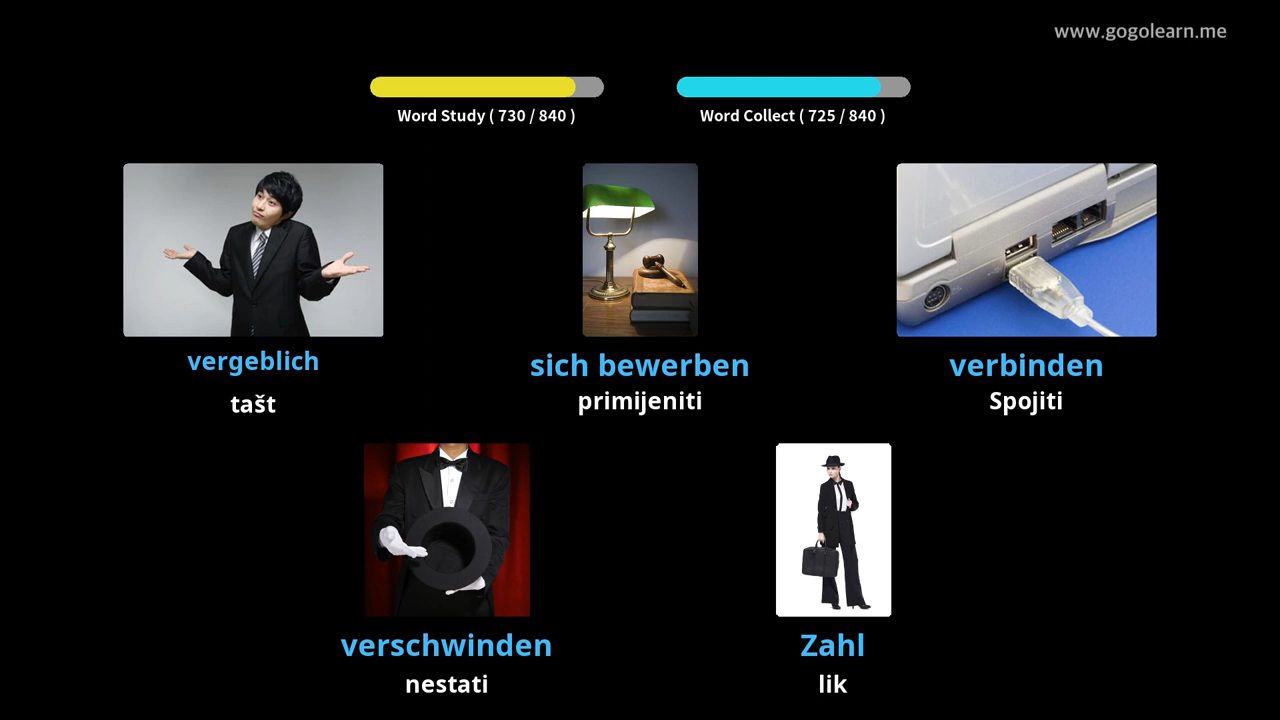 www.gogolearn.me
Word Study ( 730 / 840 )
Word Collect ( 725 / 840 )
vergeblich
tašt
sich bewerben
primijeniti
verbinden
Spojiti
verschwinden
nestati
Zahl
lik